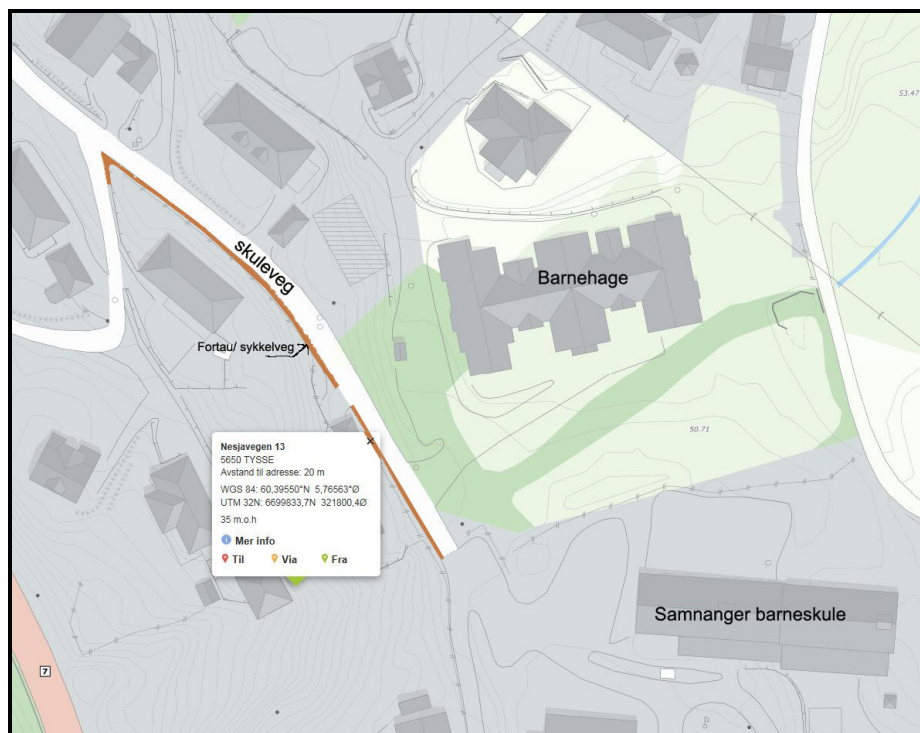 53.47
skuleveg
Barnehage
Fortau/ sykkelveg
50.71
Nesjavegen 13
5650 TYSSE
Avstand til adresse: 20 m
WGS 84: 60,39550°N 5,76563°Ø
UTM 32N: 6699833,7N 321800,4Ø
35 m.o.h
Mer info
Til Via Fra
Samnanger barneskule
7